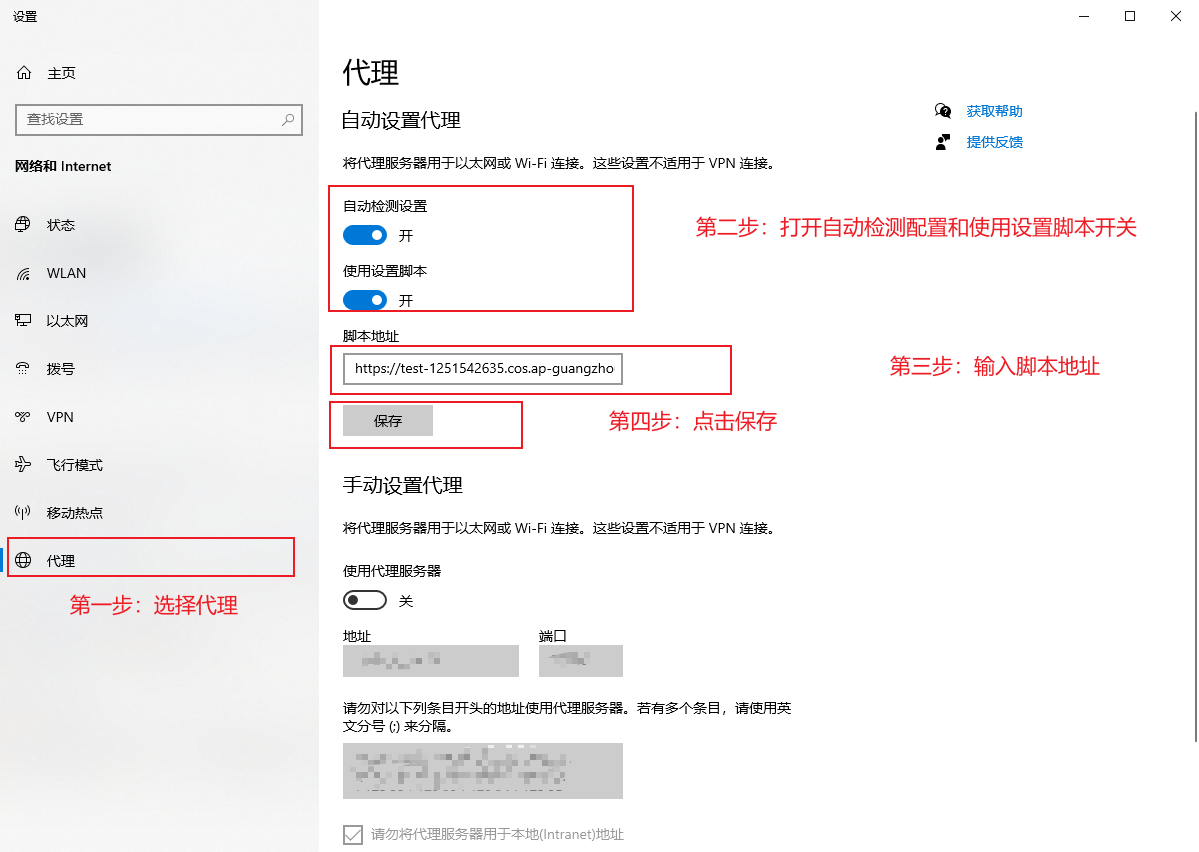 设置
主页
查找设置
网络和 Internet
状态
WLAN
以太网
拨号
VPN
飞行模式
移动热点
代理
第一步：选择代理
代理
自动设置代理
将代理服务器用于以太网或 Wi-Fi 连接。这些设置不适用于 VPN 连接。
自动检测设置
开
使用设置脚本
开
第二步：打开自动检测配置和使用设置脚本开关
脚本地址
https://test-1251542635.cos.ap-guangzho
第三步：输入脚本地址
保存
第四步：点击保存
手动设置代理
将代理服务器用于以太网或 Wi-Fi 连接。这些设置不适用于 VPN 连接。
使用代理服务器
关
地址
端口
请勿对以下列条目开头的地址使用代理服务器。若有多个条目，请使用英
文分号 (;) 来分隔。
请勿将代理服务器用于本地(Intranet)地址
获取帮助
提供反馈